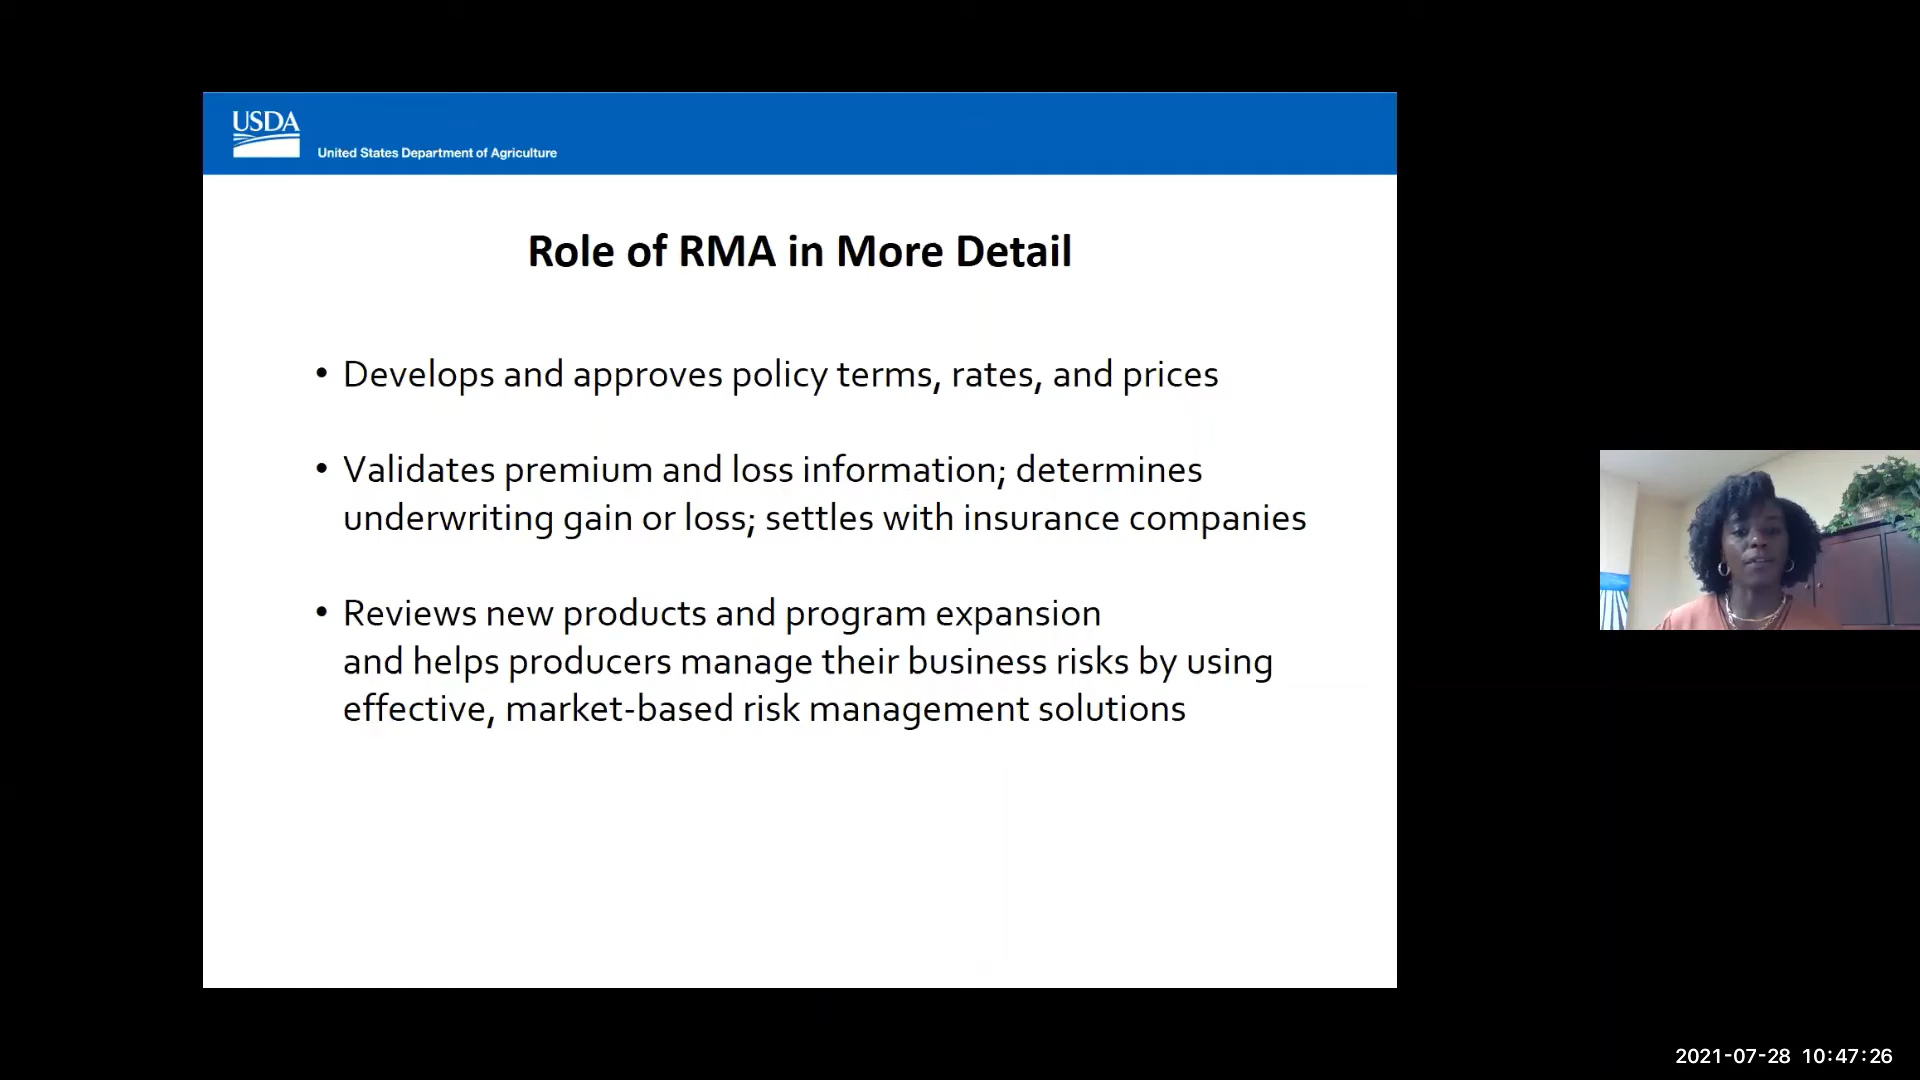 USDA
United States Department of Agriculture
Role of RMA in More Detail
• Develops and approves policy terms, rates, and prices
• Validates premium and loss information; determines
underwriting gain or loss; settles with insurance companies
• Reviews new products and program expansion
and helps producers manage their business risks by using
effective, market-based risk management solutions
2021-07-28 10:47:26